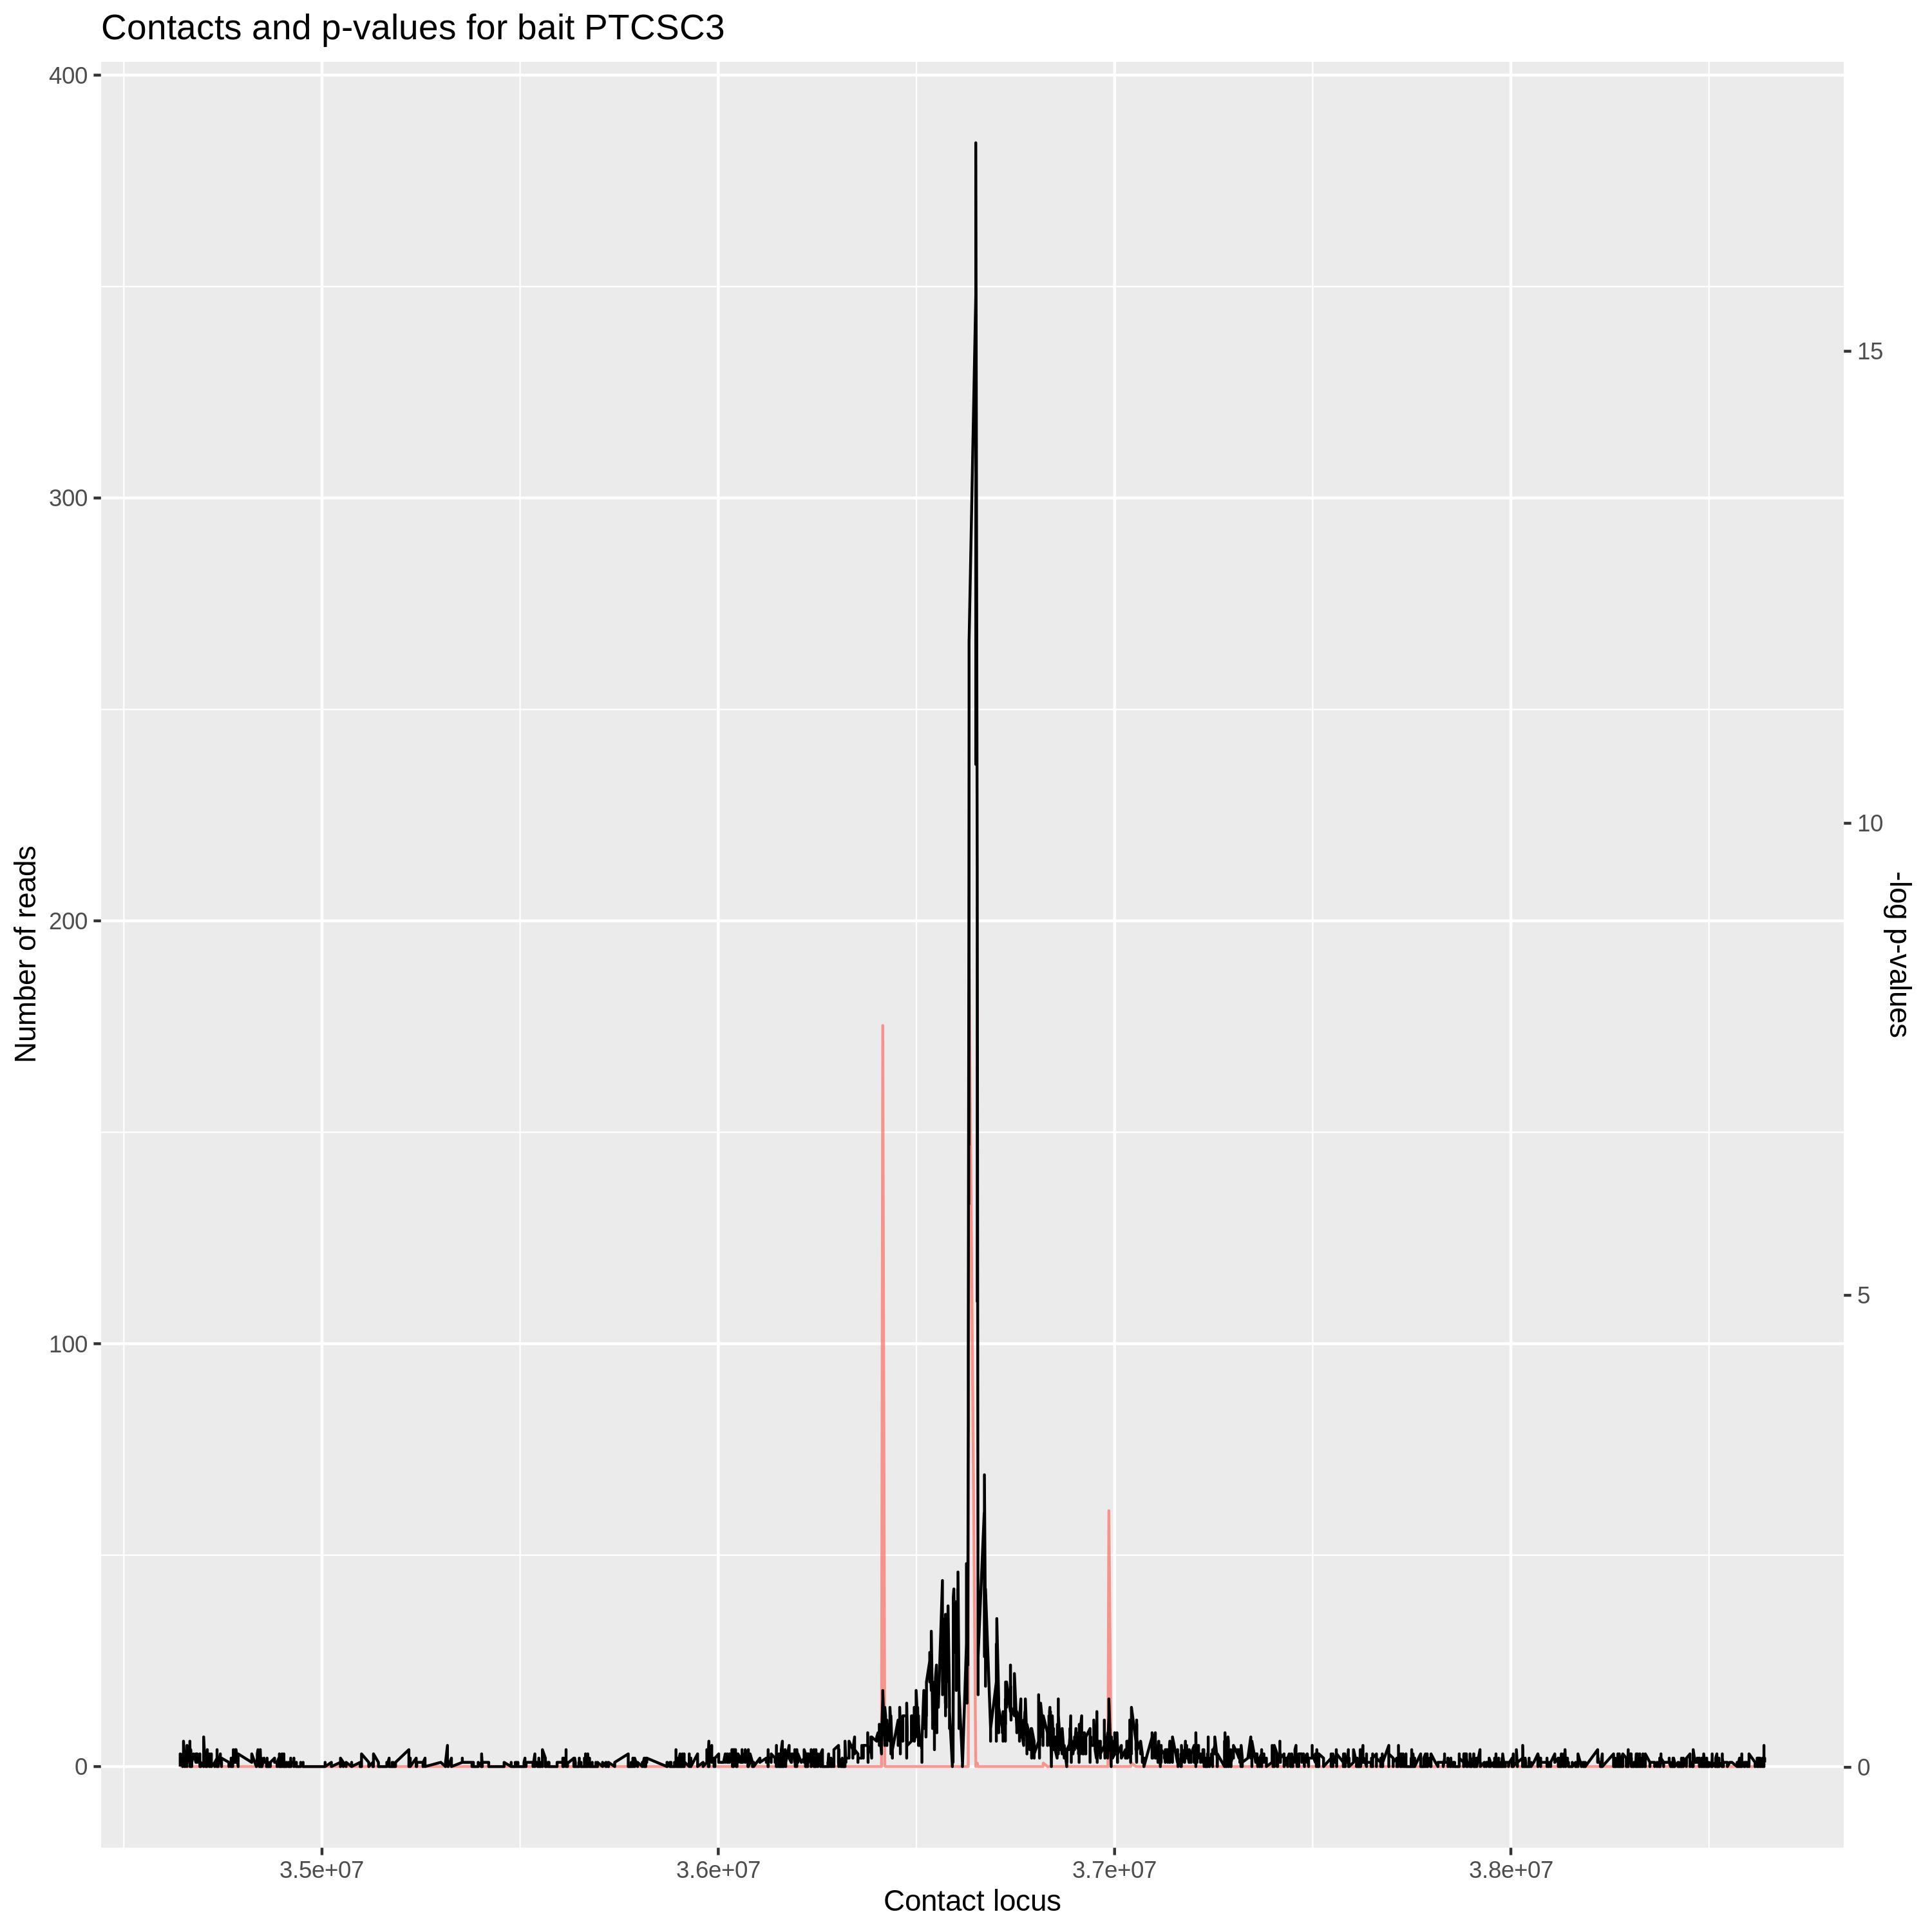 Contacts and p-values for bait PTCSC3
400
300
200
100
0
Number of reads
15
10
5
0
-log p-values
3.5e+07
3.6e+07
3.7e+07
3.8e+07
Contact locus